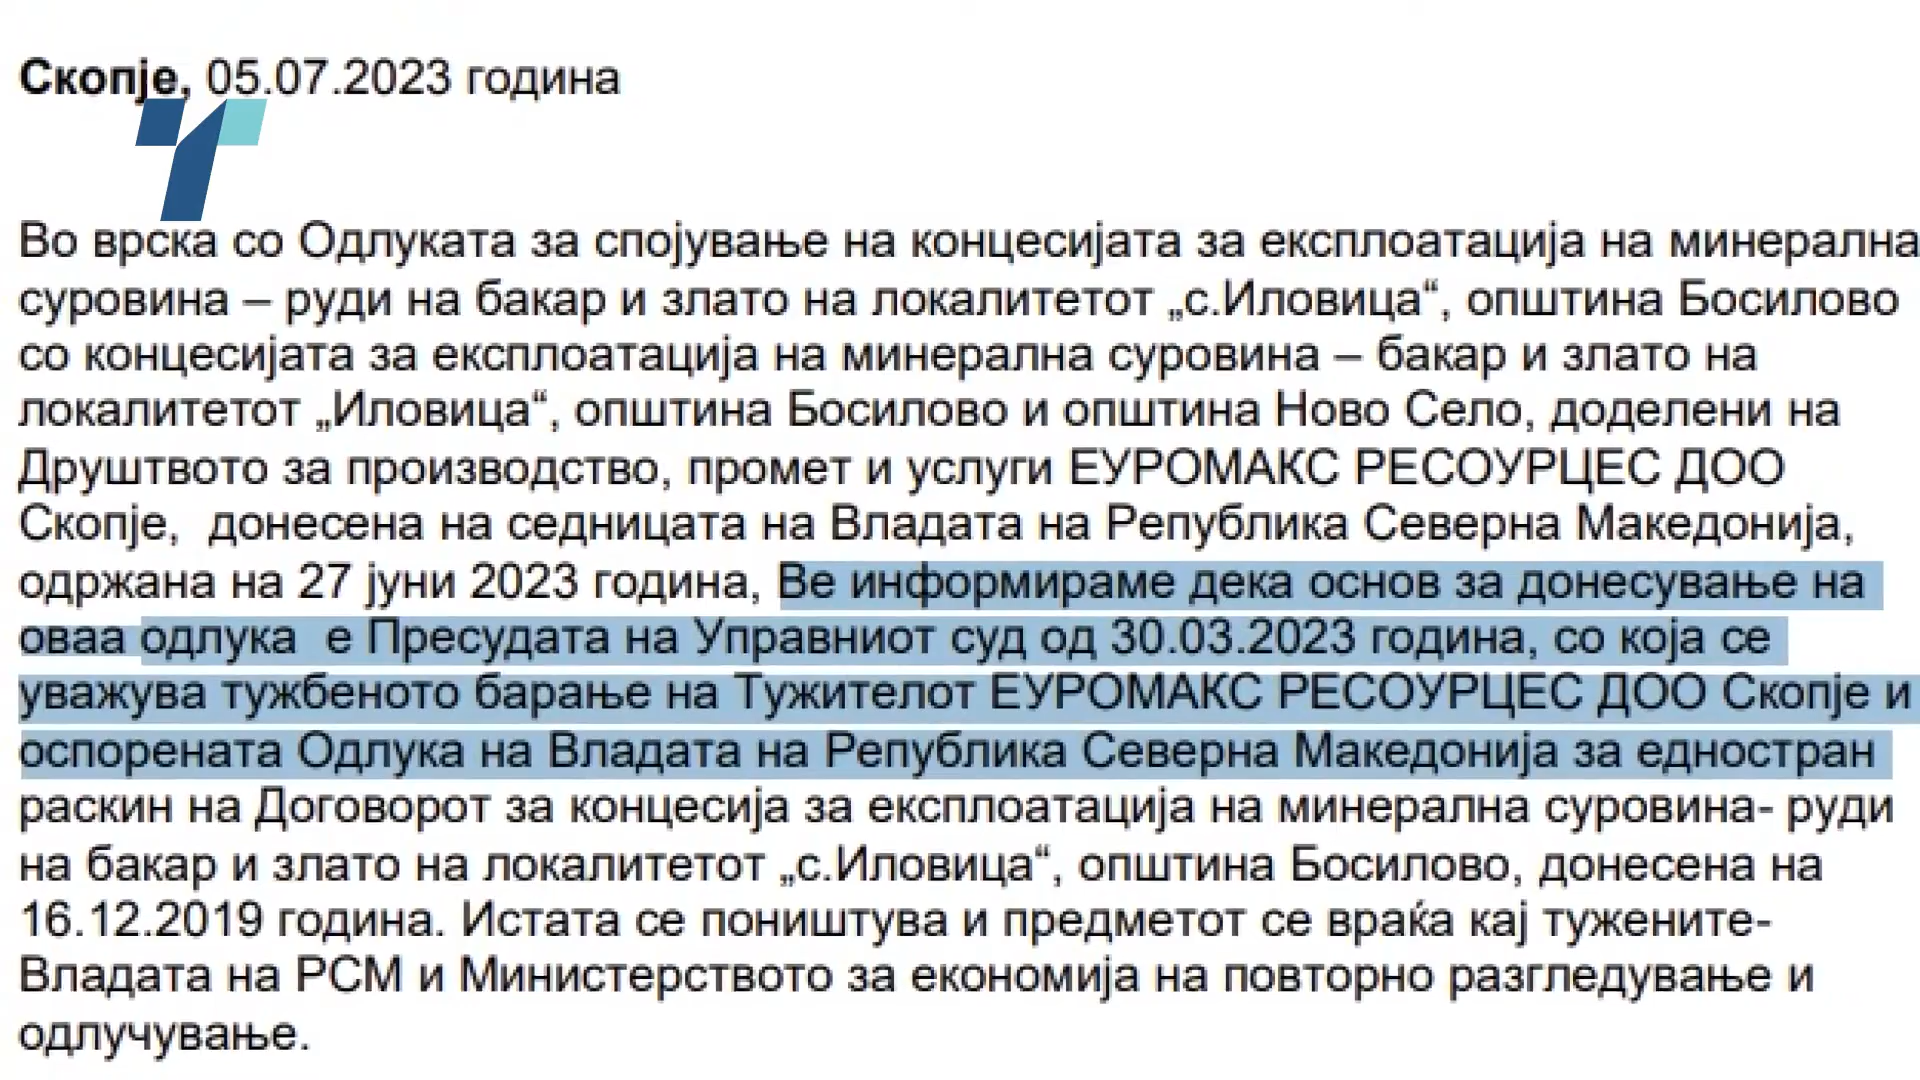 Скопје, 05.07.2023 година
Во врска со Одлуката за спојување на концесијата за експлоатација на минерална
суровина – руди на бакар и злато на локалитетот „с.Иловица“, општина Босилово
со концесијата за експлоатација на минерална суровина – бакар и злато на
локалитетот „Иловица“, општина Босилово и општина Ново Село, доделени на
Друштвото за производство, промет и услуги ЕУРОМАКС РЕСОУРЦЕС ДОО
Скопје,  донесена на седницата на Владата на Република Северна Македонија,
одржана на 27 јуни 2023 година, Ве информираме дека основ за донесување на
оваа одлука  е Пресудата на Управниот суд од 30.03.2023 година, со која се
уважува тужбеното барање на Тужителот ЕУРОМАКС РЕСОУРЦЕС ДОО Скопје и
оспорената Одлука на Владата на Република Северна Македонија за едностран
раскин на Договорот за концесија за експлоатација на минерална суровина- руди
на бакар и злато на локалитетот „с.Иловица“, општина Босилово, донесена на
16.12.2019 година. Истата се поништува и предметот се враќа кај тужените-
Владата на РСМ и Министерството за економија на повторно разгледување и
одлучување.